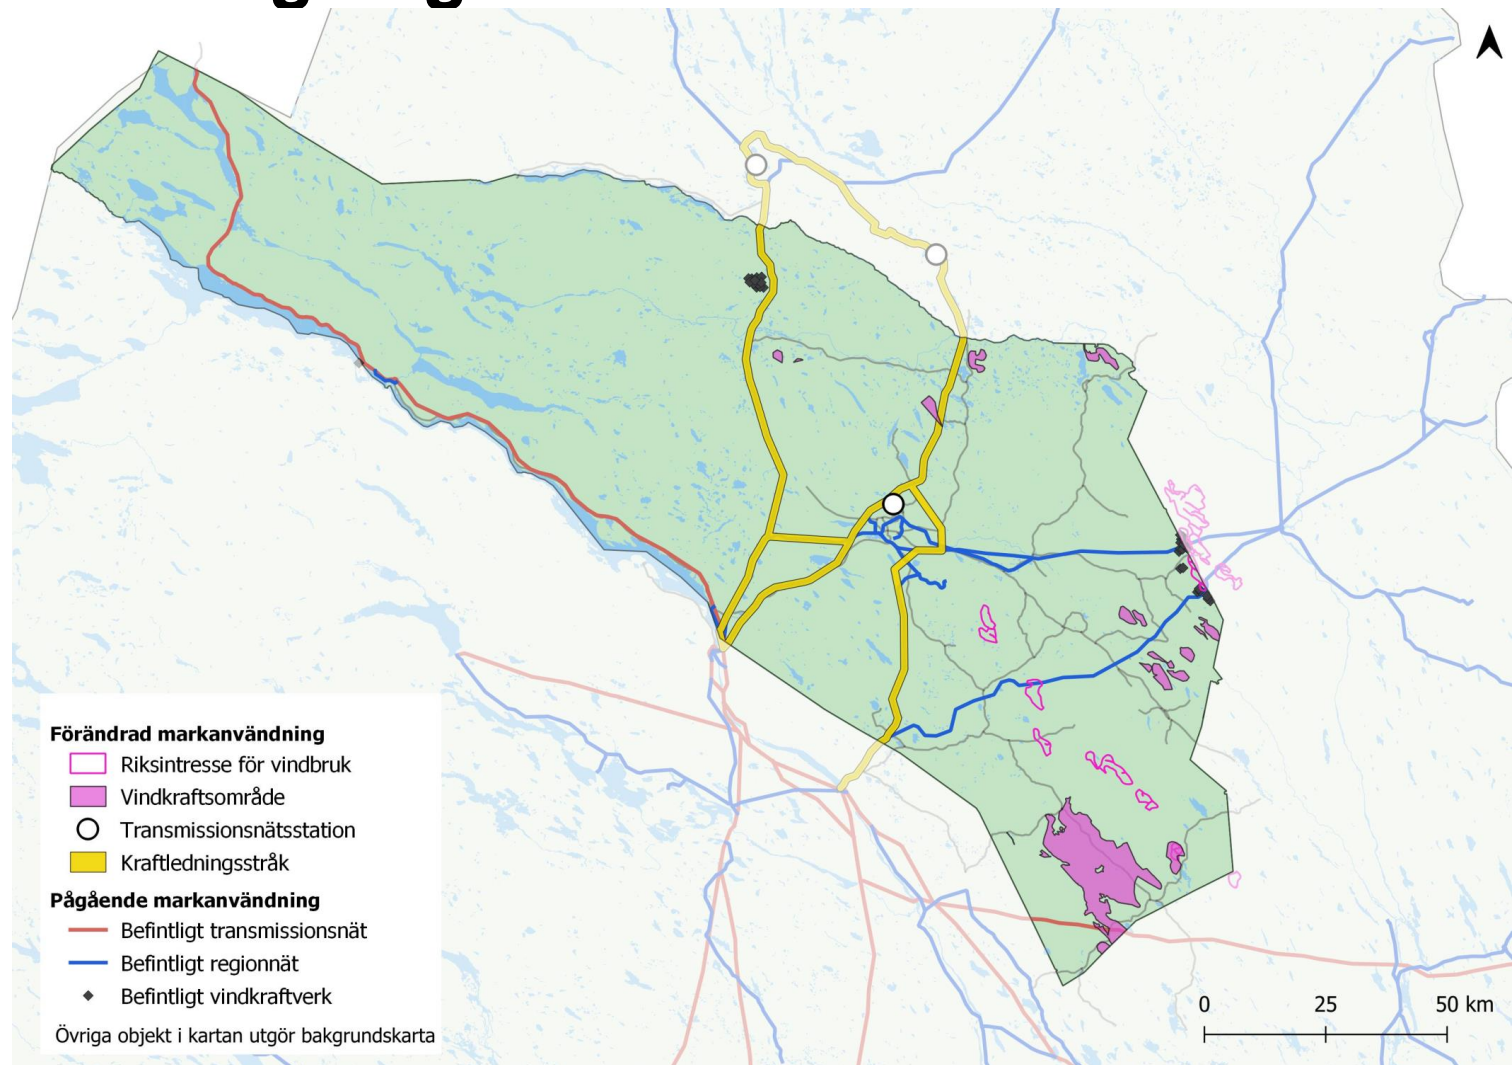 Förändrad markanvändning
Riksintresse för vindbruk
Vindkraftsområde
Transmissionsnätsstation
Kraftledningsstråk
Pågående markanvändning
Befintligt transmissionsnät
Befintligt regionnät
Befintligt vindkraftverk
Övriga objekt i kartan utgör bakgrundskarta
0 25 50 km